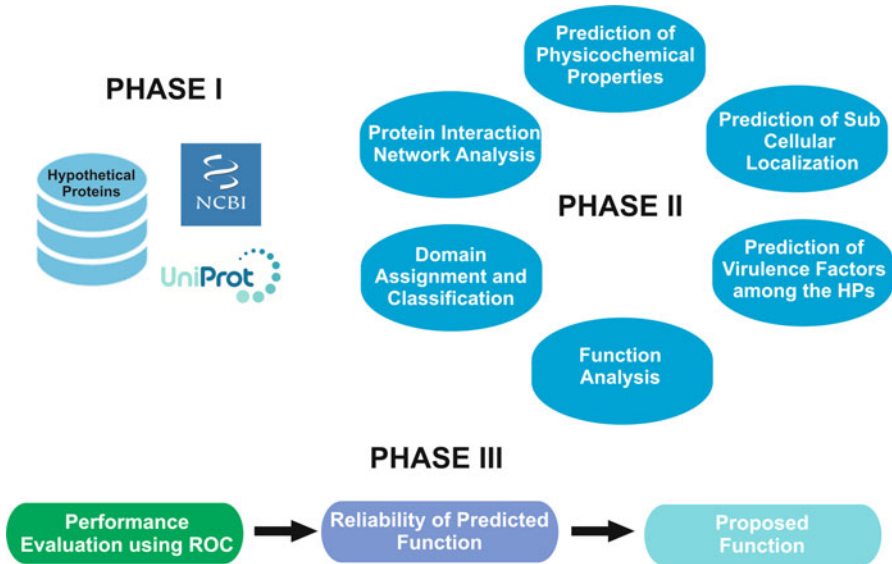 PHASE I
Hypothetical
Proteins
NCBI
UniProt
PHASE II
Prediction of
Physicochemical
Properties
Prediction of Sub
Cellular
Localization
Prediction of
Virulence Factors
among the HPs
Function
Analysis
Domain
Assignment and
Classification
Protein Interaction
Network Analysis
PHASE III
Performance
Evaluation using ROC
Reliability of Predicted
Function
Proposed
Function